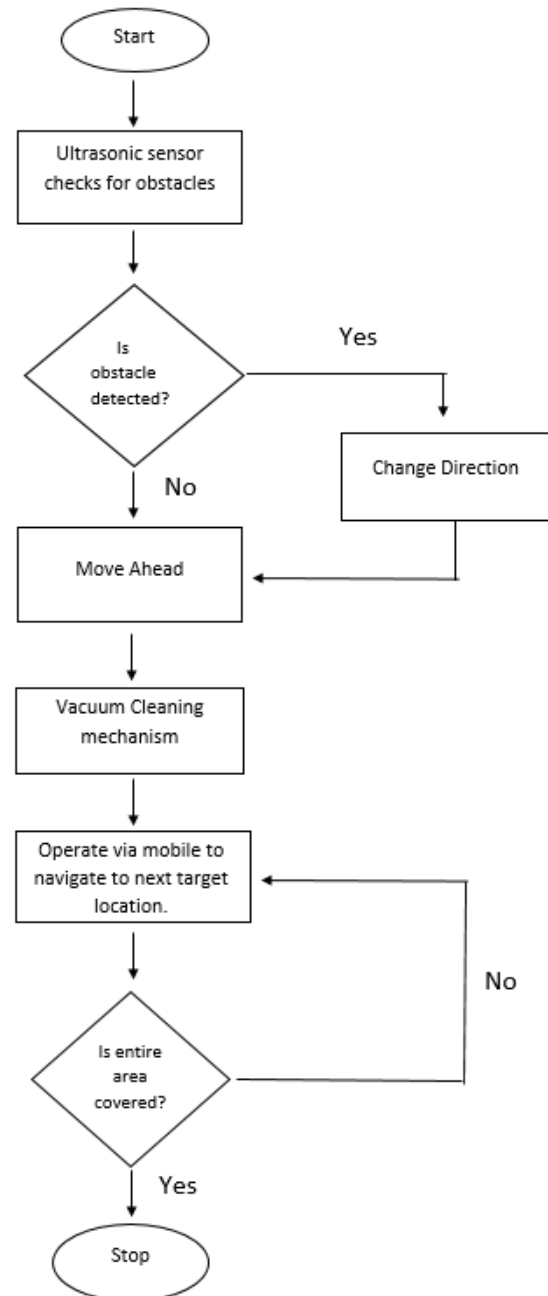 Start
Ultrasonic sensor
checks for obstacles
Is
obstacle
detected?
Yes
Change Direction
No
Move Ahead
Vacuum Cleaning
mechanism
Operate via mobile to
navigate to next target
location.
No
Is entire
area
covered?
Yes
Stop